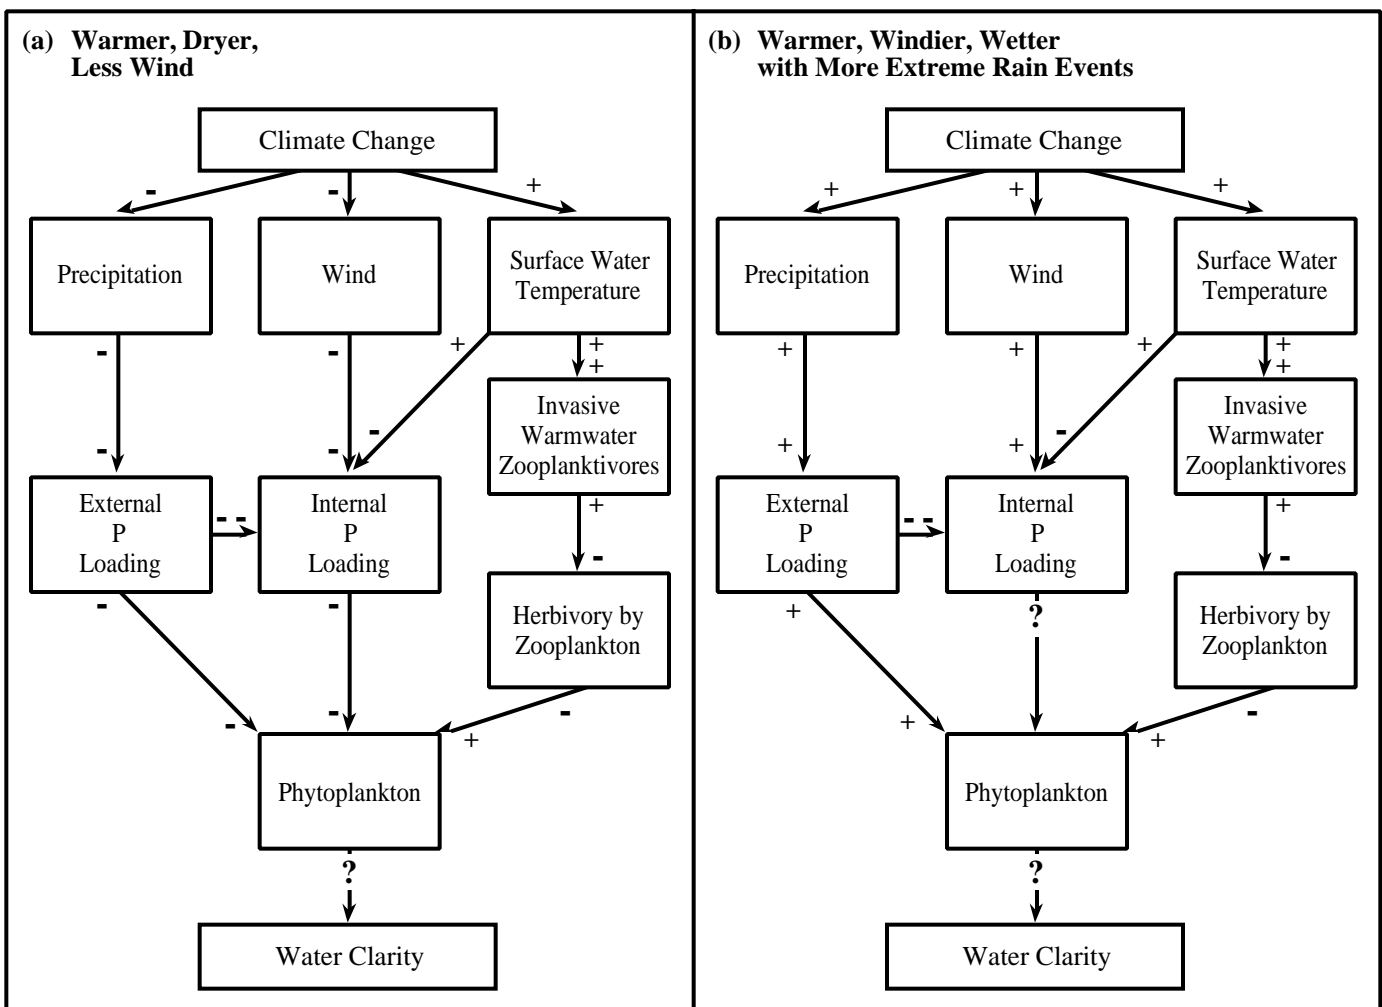 (a) Warmer, Dryer,
Less Wind
Climate Change
- - +
Precipitation
Wind
Surface Water
Temperature
- - + +
+
Invasive
Warmwater
Zooplanktivores
-
- -
External
P
Loading
- -
Internal
P
Loading
+
-
Herbivory by
Zooplankton
- -
-
- - +
Phytoplankton
?
Water Clarity
(b) Warmer, Windier, Wetter
with More Extreme Rain Events
Climate Change
+ + +
Precipitation
Wind
Surface Water
Temperature
+ + + +
+
Invasive
Warmwater
Zooplanktivores
-
+ +
External
P
Loading
- -
Internal
P
Loading
+
-
Herbivory by
Zooplankton
+ ?
-
+ +
Phytoplankton
?
Water Clarity